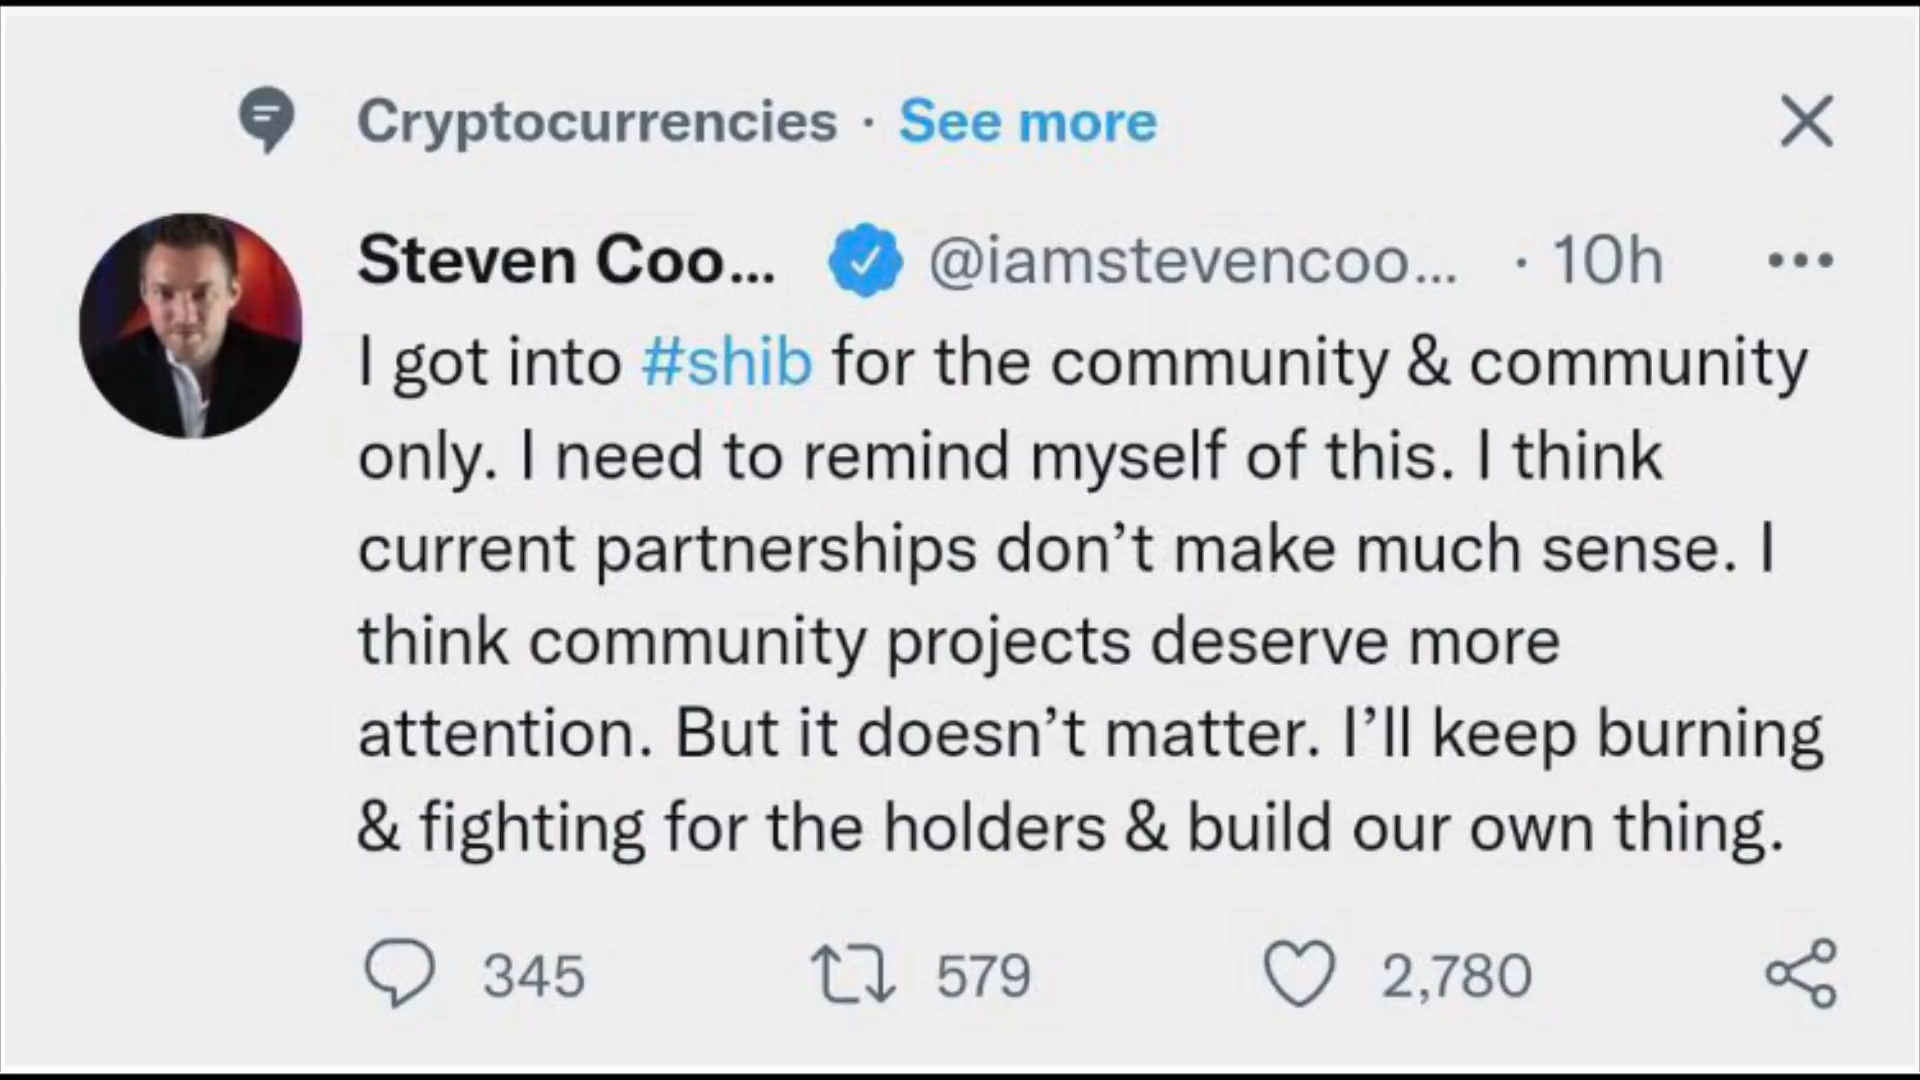 Cryptocurrencies · See more
Steven Coo... @iamstevencoo... · 10h
I got into #shib for the community & community
only. I need to remind myself of this. I think
current partnerships don’t make much sense. I
think community projects deserve more
attention. But it doesn’t matter. I’ll keep burning
& fighting for the holders & build our own thing.
345 579 2,780